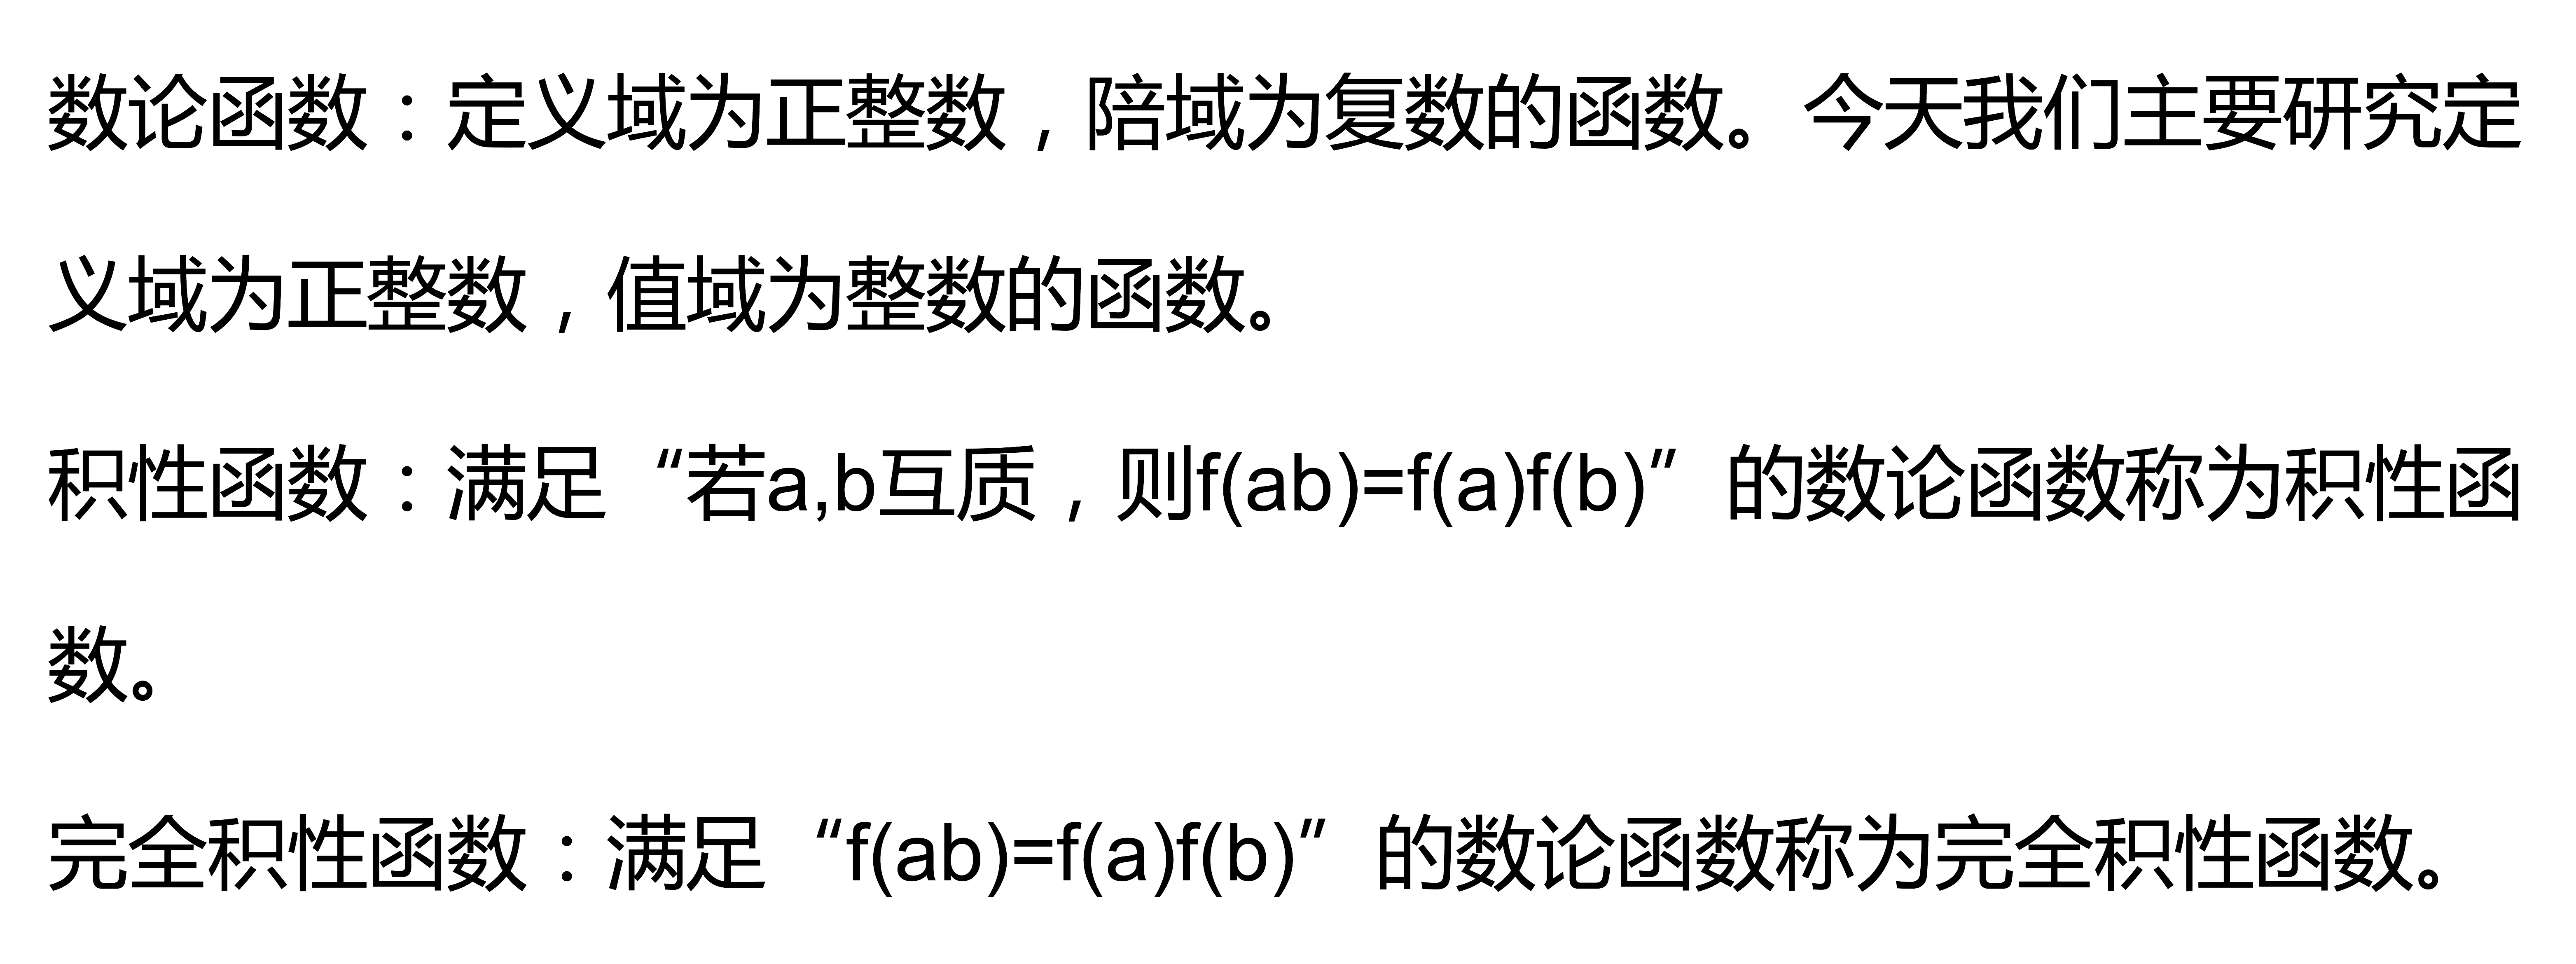 数论函数：定义域为正整数，陪域为复数的函数。今天我们主要研究定
义域为正整数，值域为整数的函数。
积性函数：满足“若a,b互质，则f(ab)=f(a)f(b)”的数论函数称为积性函
数。
完全积性函数：满足“f(ab)=f(a)f(b)”的数论函数称为完全积性函数。